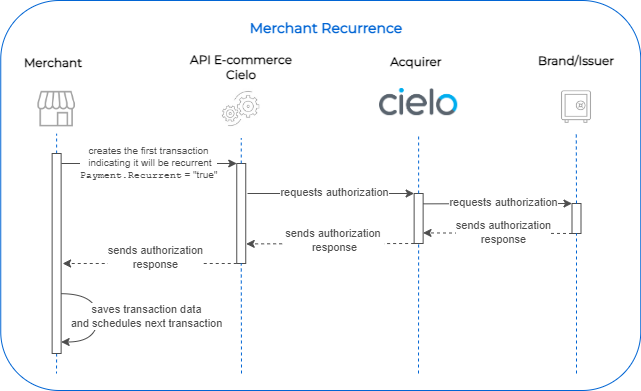 Merchant Recurrence
Merchant
API E-commerce
Cielo
Acquirer
Brand/Issuer
cielo
creates the first transaction
indicating it will be recurrent
Payment.Recurrent = "true"
requests authorization
requests authorization
sends authorization
response
sends authorization
response
sends authorization
response
saves transaction data
and schedules next transaction